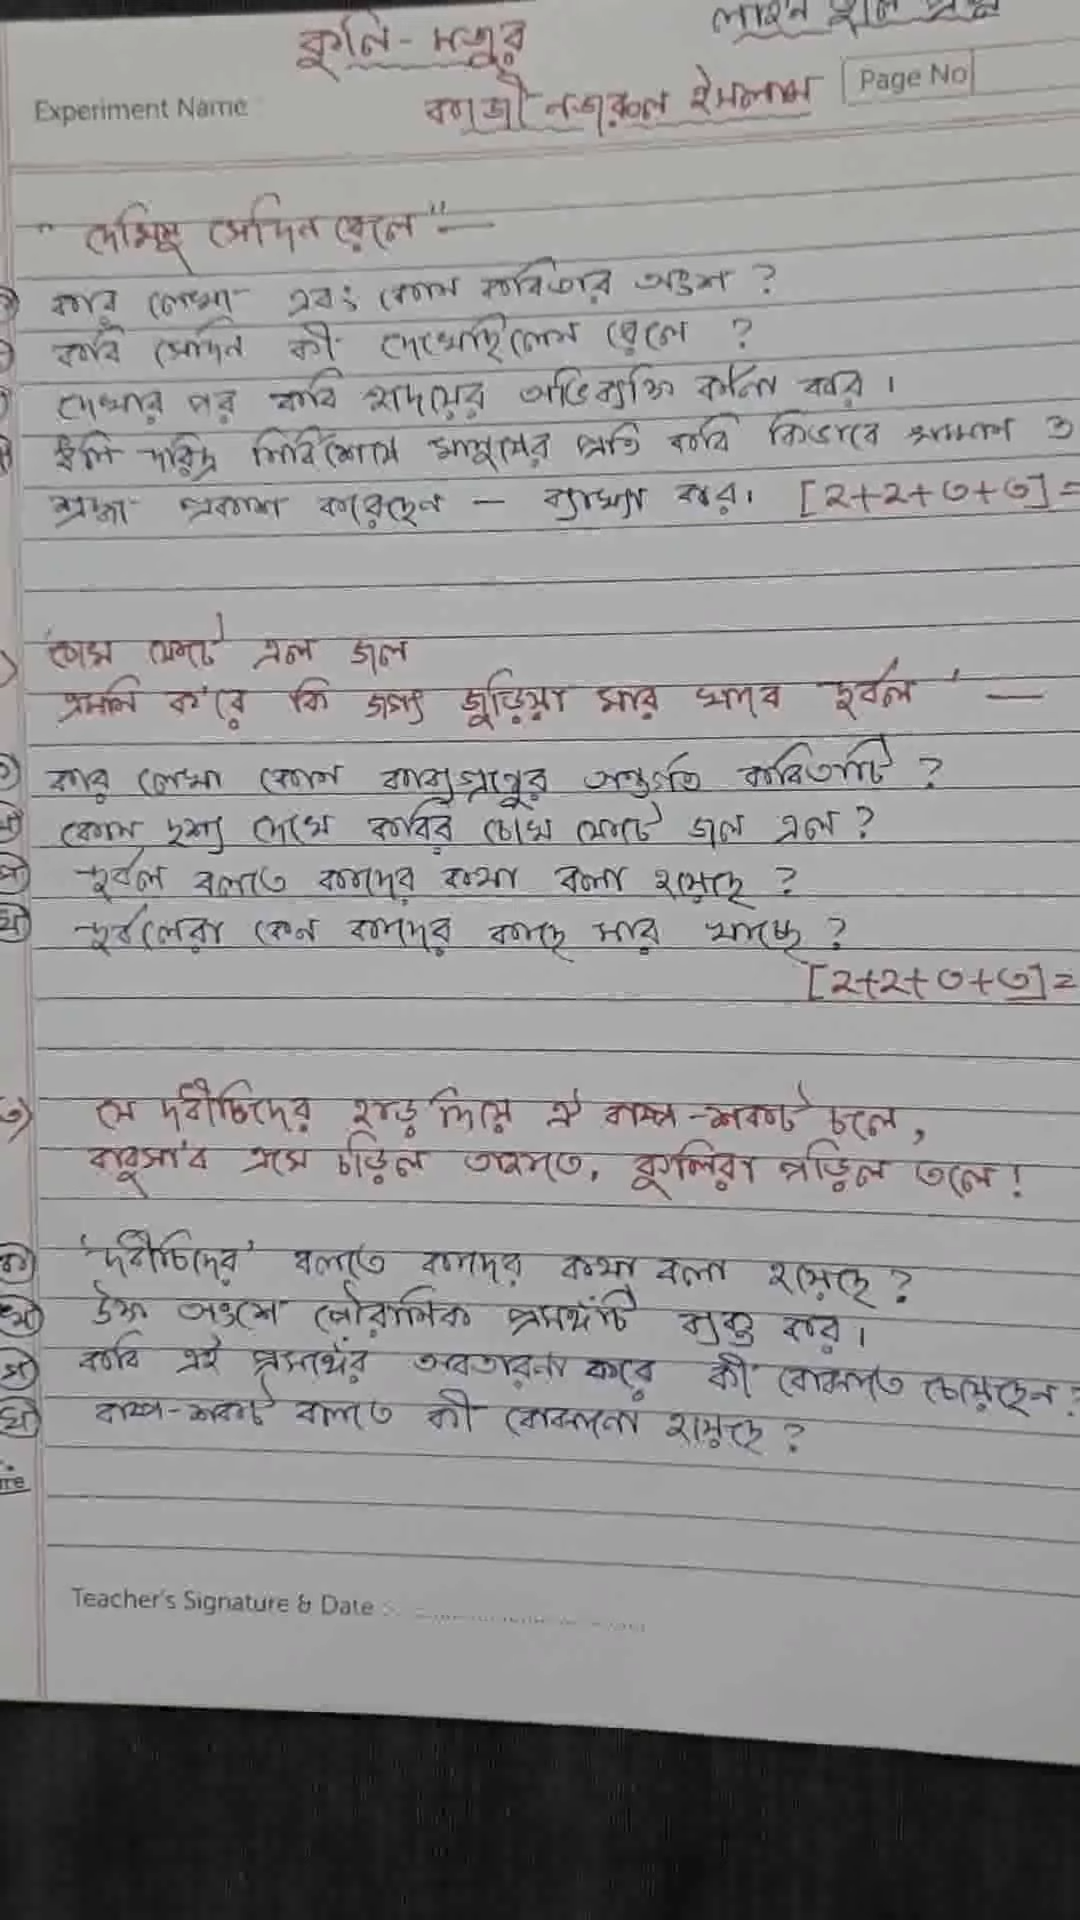 কুলি-মজুর
Experiment Name
কাজী নজরুল ইসলাম
Page No
" দেখিনু সেদিন রেলে " —
কার লেখা এবং কোন কবিতার অংশ ?
কবি সেদিন কী দেখেছিলেন রেলে ?
দেখার পর কবি হৃদয়ের অভিব্যক্তি বর্ণনা কর ।
দরিদ্র নির্বিশেষে মানুষের প্রতি কবি কিভাবে সম্মান ও
শ্রদ্ধা প্রকাশ করেছেন — ব্যাখ্যা কর। [২+২+৩+৩] =
'চোখ ফেটে এল জল
এমনি ক'রে কি জগৎ জুড়িয়া মার খাবে দুর্বল ' —
কার লেখা কোন কাব্যগ্রন্থের অন্তর্গত কবিতাটি ?
কোন দৃশ্য দেখে কবির চোখ ফেটে জল এল ?
দুর্বল বলতে কাদের কথা বলা হয়েছে ?
ঘ দুর্বলেরা কেন কাদের কাছে মার খাচ্ছে ?
[২+২+৩+৩] =
৩) যে দধীচিদের হাড় দিয়ে ঐ বাষ্প-শকট চলে ,
বাবুসা'ব এসে চড়িল তাহাতে, কুলিরা পড়িল তলে !
ক 'দধীচিদের' বলতে কাদের কথা বলা হয়েছে ?
খ উক্ত অংশে পৌরাণিক প্রসঙ্গটি ব্যক্ত কর ।
গ কবি এই প্রসঙ্গের অবতারনা করে কী বোঝাতে চেয়েছেন ?
ঘ বাষ্প-শকট বলতে কী বোঝানো হয়েছে ?
Teacher's Signature & Date :